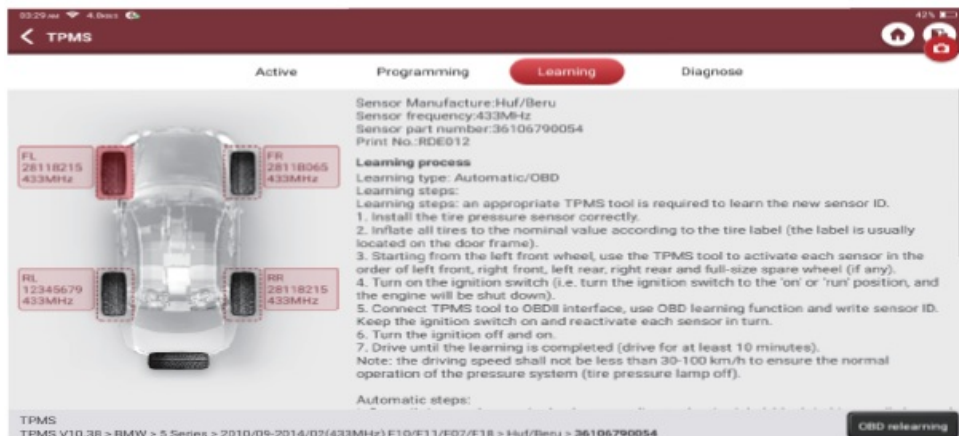 03:29 AM 4.0KB/S
42%
TPMS
Active Programming Learning Diagnose
FL
28118215
433MHz
FR
2811B065
433MHz
RL
12345679
433MHz
RR
28118215
433MHz
Sensor Manufacture:Huf/Beru
Sensor frequency:433MHz
Sensor part number:36106790054
Print No.:RDE012
Learning process
Learning type: Automatic/OBD
Learning steps:
Learning steps: an appropriate TPMS tool is required to learn the new sensor ID.
1. Install the tire pressure sensor correctly.
2. Inflate all tires to the nominal value according to the tire label (the label is usually
located on the door frame).
3. Starting from the left front wheel, use the TPMS tool to activate each sensor in the
order of left front, right front, left rear, right rear and full-size spare wheel (if any).
4. Turn on the ignition switch (i.e. turn the ignition switch to the 'on' or 'run' position, and
the engine will be shut down).
5. Connect TPMS tool to OBDII interface, use OBD learning function and write sensor ID.
Keep the ignition switch on and reactivate each sensor in turn.
6. Turn the ignition off and on.
7. Drive until the learning is completed (drive for at least 10 minutes).
Note: the driving speed shall not be less than 30-100 km/h to ensure the normal
operation of the pressure system (tire pressure lamp off).
Automatic steps:
TPMS
TPMS V10.38 > BMW > 5 Series > 2010/09-2014/02(433MHz) F10/F11/F07/F18 > Huf/Beru > 36106790054
OBD relearning